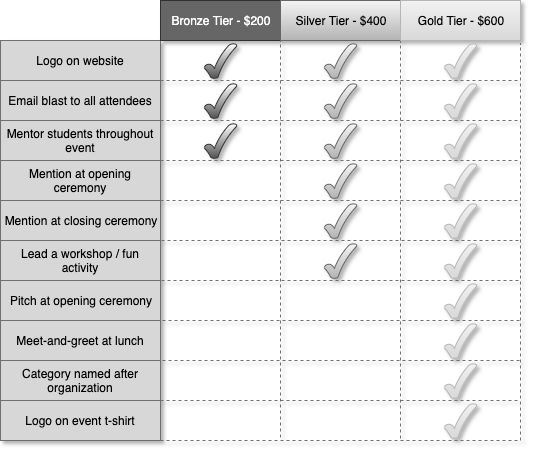 Bronze Tier - $200 Silver Tier - $400 Gold Tier - $600
Logo on website
Email blast to all attendees
Mentor students throughout
event
Mention at opening
ceremony
Mention at closing ceremony
Lead a workshop / fun
activity
Pitch at opening ceremony
Meet-and-greet at lunch
Category named after
organization
Logo on event t-shirt